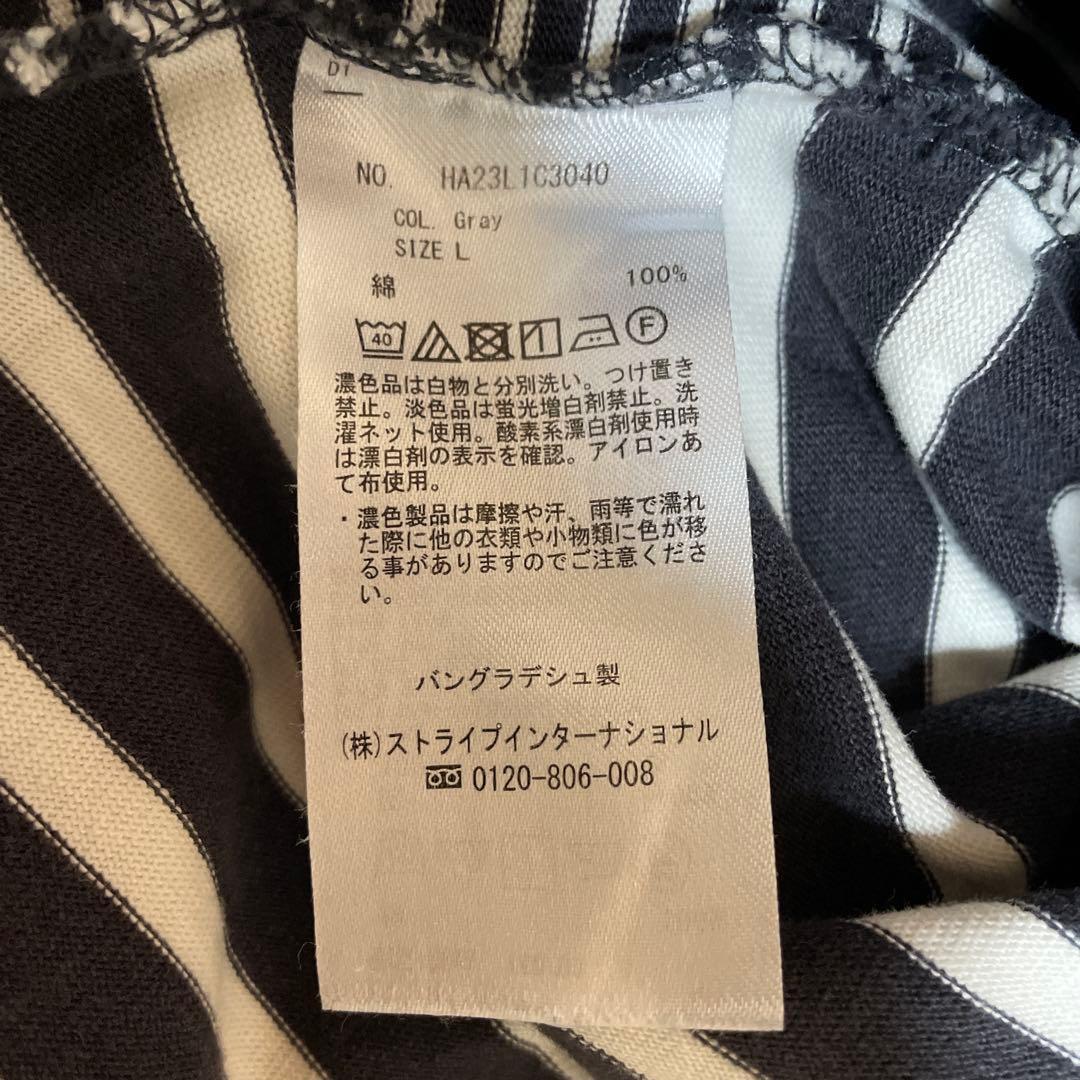 D1
NO. HA23L1C3040
COL. Gray
SIZE L
綿 100%
40 F
濃色品は白物と分別洗い。つけ置き
禁止。淡色品は蛍光増白剤禁止。洗
濯ネット使用。酸素系漂白剤使用時
は漂白剤の表示を確認。アイロンあ
て布使用。
・濃色製品は摩擦や汗、雨等で濡れ
た際に他の衣類や小物類に色が移
る事がありますのでご注意くださ
い。
バングラデシュ製
(株)ストライプインターナショナル
0120-806-008